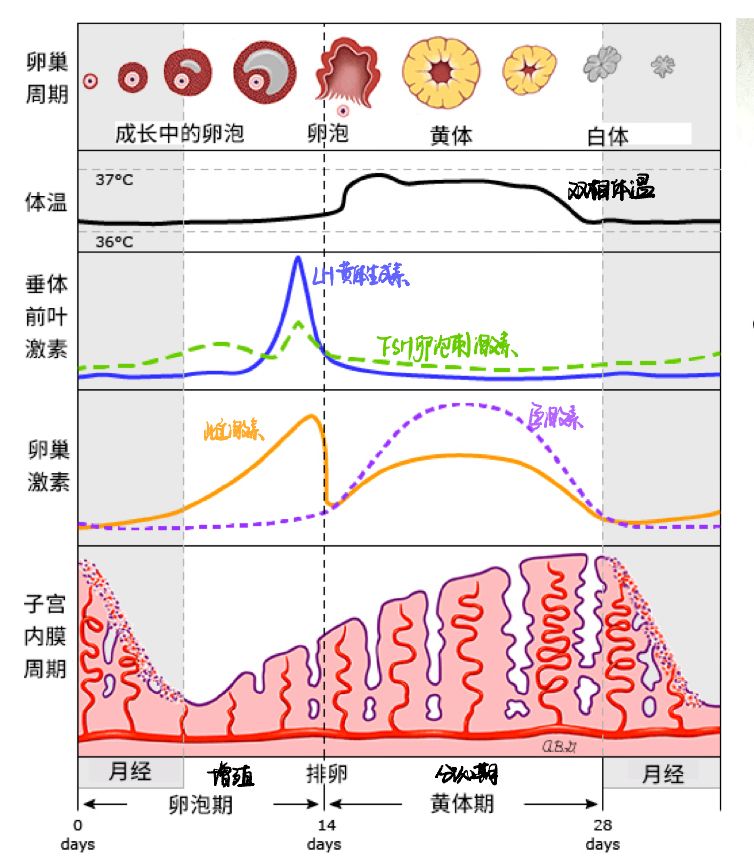 卵巢
周期
成长中的卵泡
卵泡
黄体
白体
体温
37°C
36°C
双相体温
垂体
前叶
激素
LH 黄体生成素
FSH卵泡刺激素
卵巢
激素
雌激素
孕激素
子宫
内膜
周期
月经
增殖
排卵
分泌期
月经
卵泡期
黄体期
0
days
14
days
28
days